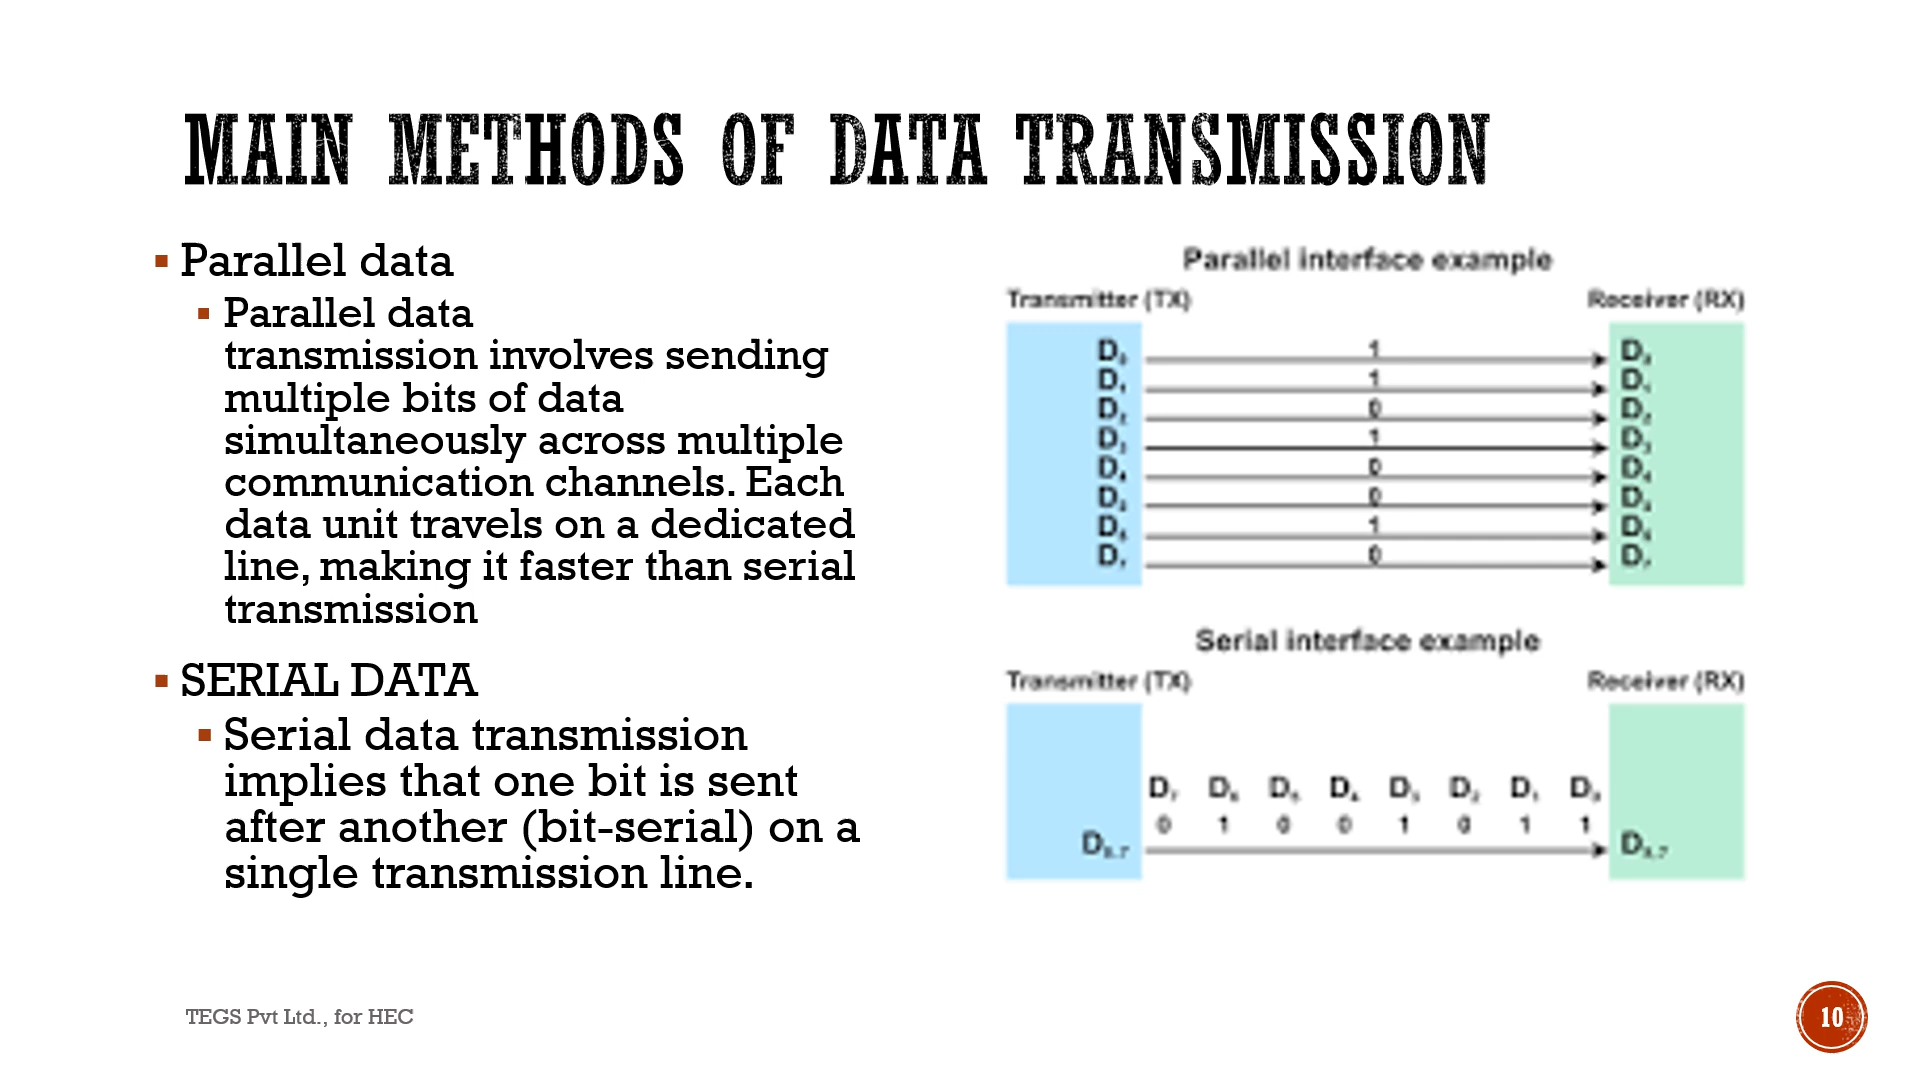 MAIN METHODS OF DATA TRANSMISSION
Parallel data
Parallel data
transmission involves sending
multiple bits of data
simultaneously across multiple
communication channels. Each
data unit travels on a dedicated
line, making it faster than serial
transmission
SERIAL DATA
Serial data transmission
implies that one bit is sent
after another (bit-serial) on a
single transmission line.
Parallel interface example
Transmitter (TX) Receiver (RX)
D 1 D
D 1 D
D 0 D
D 1 D
D 0 D
D 0 D
D 1 D
D 0 D
Serial interface example
Transmitter (TX) Receiver (RX)
D D D D D D D D
0 1 0 0 1 0 1 1
D D
TEGS Pvt Ltd., for HEC
10